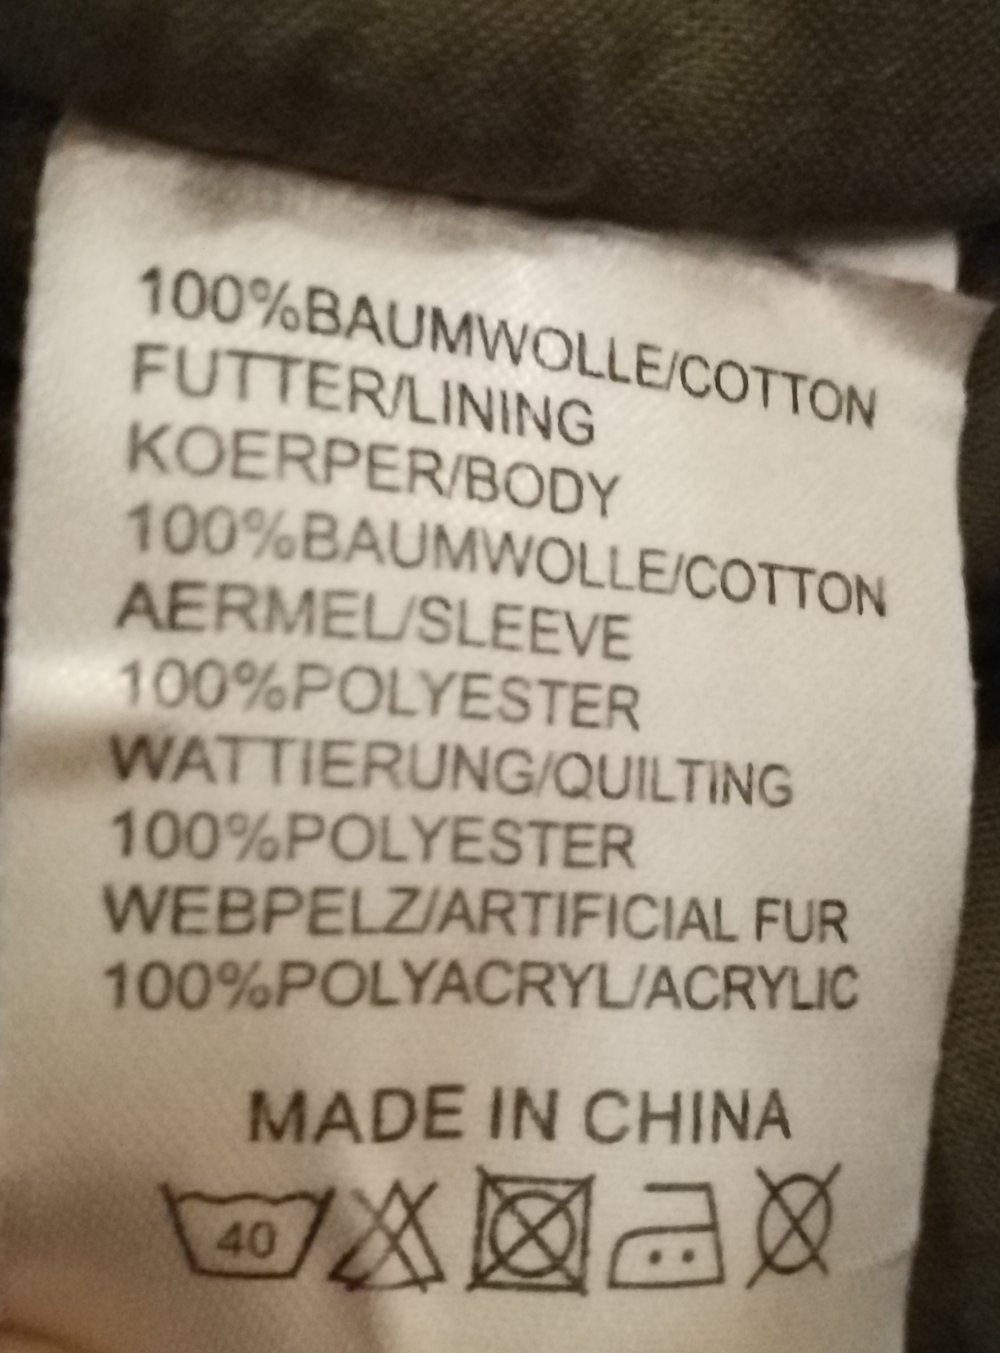 100%BAUMWOLLE/COTTON
FUTTER/LINING
KOERPER/BODY
100%BAUMWOLLE/COTTON
AERMEL/SLEEVE
100%POLYESTER
WATTIERUNG/QUILTING
100%POLYESTER
WEBPELZ/ARTIFICIAL FUR
100%POLYACRYL/ACRYLIC
MADE IN CHINA
40